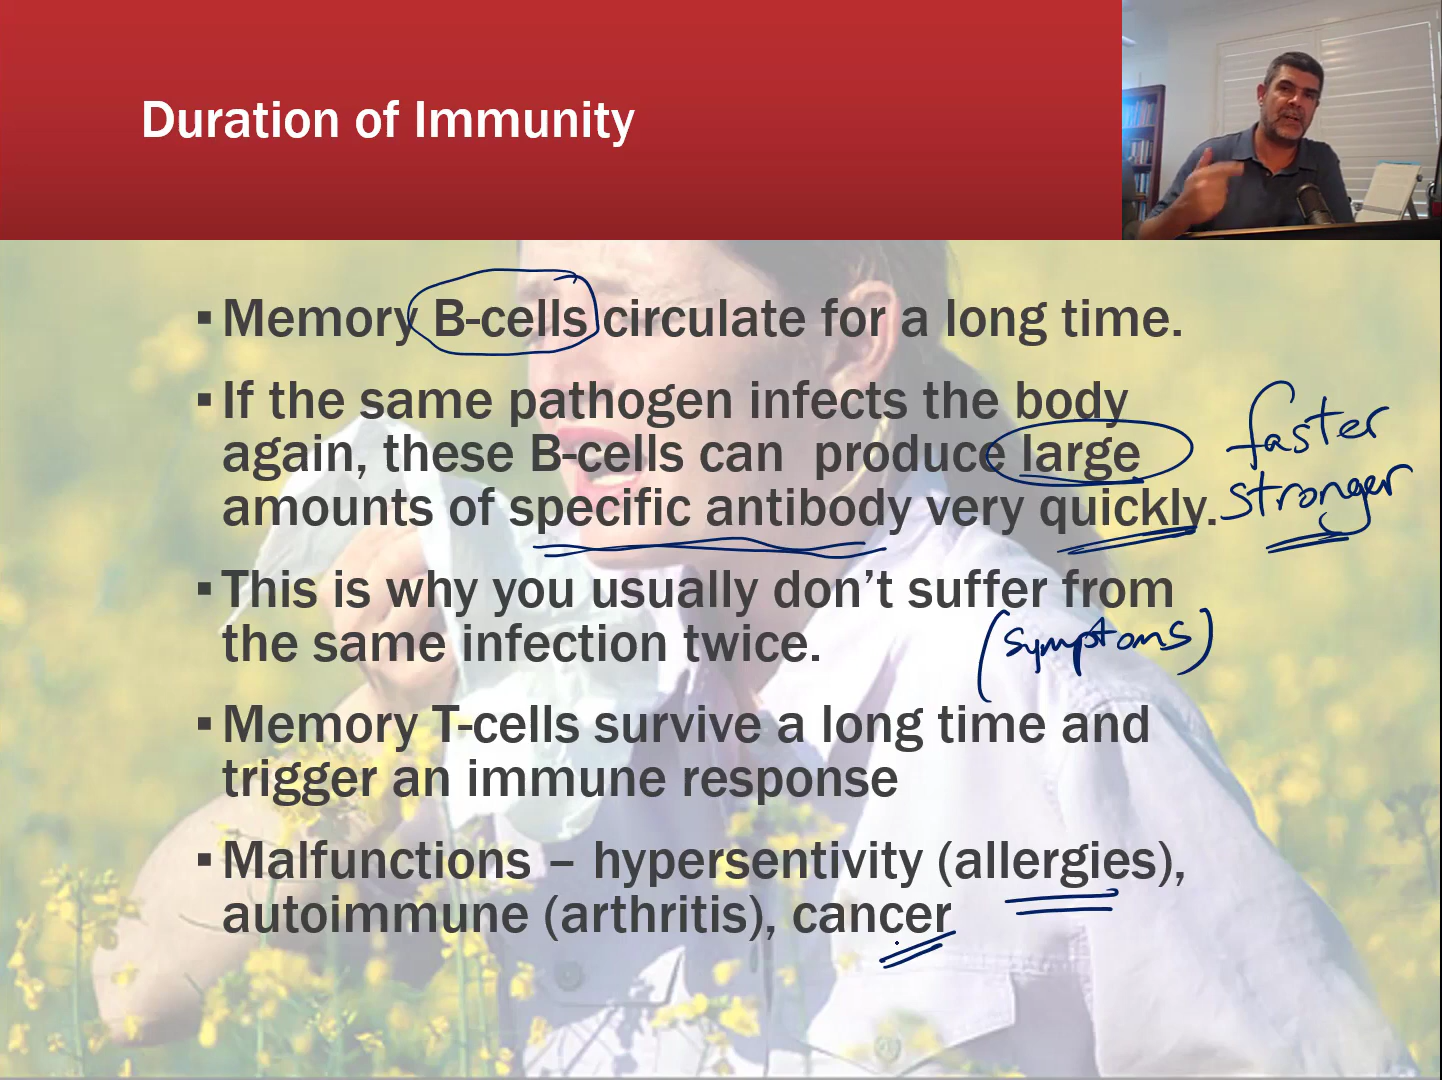 Duration of Immunity
▪ Memory B-cells circulate for a long time.
▪ If the same pathogen infects the body
again, these B-cells can produce large
amounts of specific antibody very quickly.
faster
stronger
▪ This is why you usually don't suffer from
the same infection twice.
(symptoms)
▪ Memory T-cells survive a long time and
trigger an immune response
▪ Malfunctions – hypersentivity (allergies),
autoimmune (arthritis), cancer